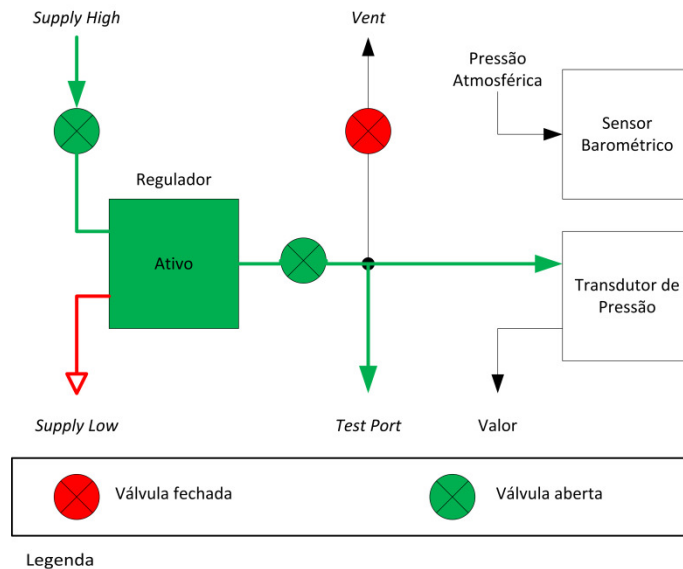 Supply High
Vent
Pressão
Atmosférica
Sensor
Barométrico
Regulador
Ativo
Transdutor de
Pressão
Supply Low
Test Port
Valor
Válvula fechada
Válvula aberta
Legenda